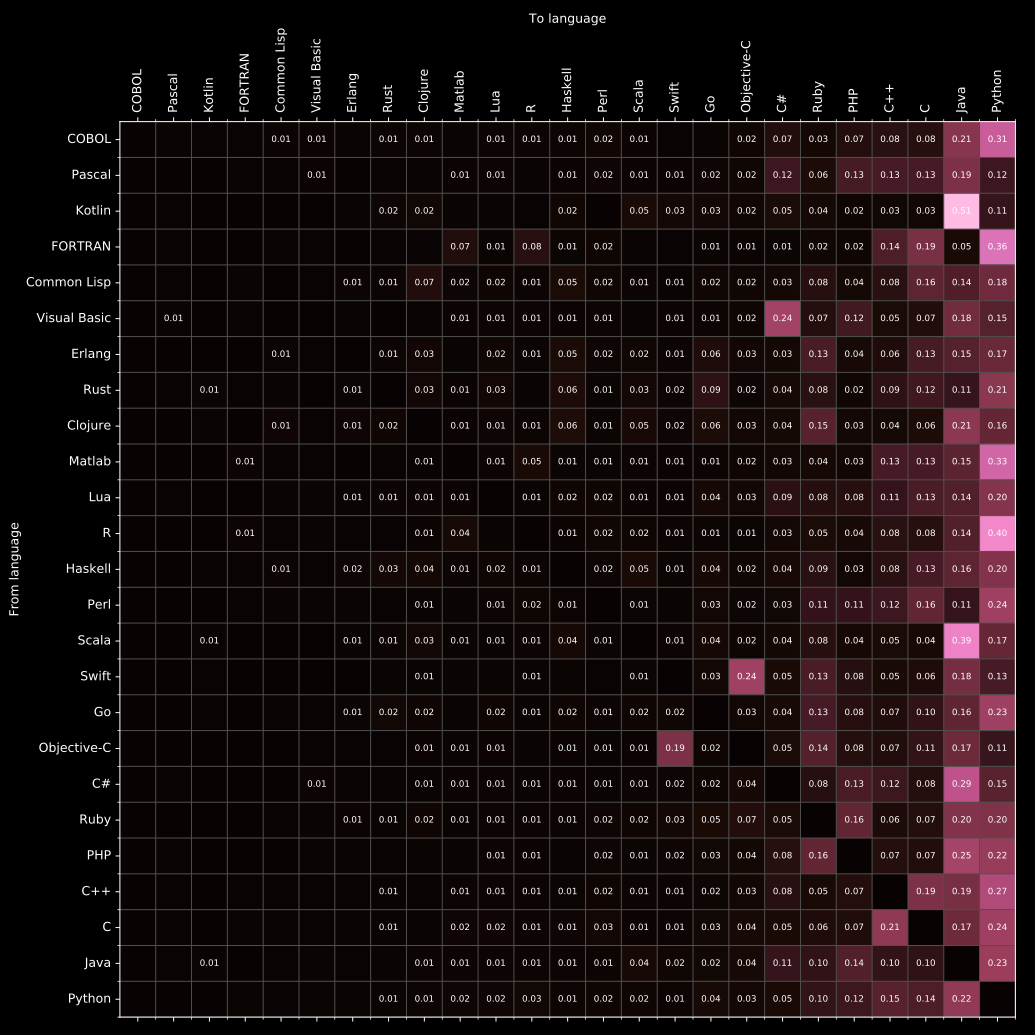 To language
COBOL Pascal Kotlin FORTRAN Common Lisp Visual Basic Erlang Rust Clojure Matlab Lua R Haskell Perl Scala Swift Go Objective-C C# Ruby PHP C++ C Java Python
From language
COBOL 0.01 0.01 0.01 0.01 0.01 0.01 0.01 0.02 0.01 0.02 0.07 0.03 0.07 0.08 0.08 0.21 0.31
Pascal 0.01 0.01 0.01 0.01 0.02 0.01 0.01 0.02 0.02 0.12 0.06 0.13 0.13 0.13 0.19 0.12
Kotlin 0.02 0.02 0.02 0.05 0.03 0.03 0.02 0.05 0.04 0.02 0.03 0.03 0.51 0.11
FORTRAN 0.07 0.01 0.08 0.01 0.02 0.01 0.01 0.01 0.02 0.02 0.14 0.19 0.05 0.36
Common Lisp 0.01 0.01 0.07 0.02 0.02 0.01 0.05 0.02 0.01 0.01 0.02 0.02 0.03 0.08 0.04 0.08 0.16 0.14 0.18
Visual Basic 0.01 0.01 0.01 0.01 0.01 0.01 0.01 0.01 0.02 0.24 0.07 0.12 0.05 0.07 0.18 0.15
Erlang 0.01 0.01 0.03 0.02 0.01 0.05 0.02 0.02 0.01 0.06 0.03 0.03 0.13 0.04 0.06 0.13 0.15 0.17
Rust 0.01 0.01 0.03 0.01 0.03 0.06 0.01 0.03 0.02 0.09 0.02 0.04 0.08 0.02 0.09 0.12 0.11 0.21
Clojure 0.01 0.01 0.02 0.01 0.01 0.01 0.06 0.01 0.05 0.02 0.06 0.03 0.04 0.15 0.03 0.04 0.06 0.21 0.16
Matlab 0.01 0.01 0.01 0.05 0.01 0.01 0.01 0.01 0.01 0.02 0.03 0.04 0.03 0.13 0.13 0.15 0.33
Lua 0.01 0.01 0.01 0.01 0.01 0.02 0.02 0.01 0.01 0.04 0.03 0.09 0.08 0.08 0.11 0.13 0.14 0.20
R 0.01 0.01 0.04 0.01 0.02 0.02 0.01 0.01 0.01 0.03 0.05 0.04 0.08 0.08 0.14 0.40
Haskell 0.01 0.02 0.03 0.04 0.01 0.02 0.01 0.02 0.05 0.01 0.04 0.02 0.04 0.09 0.03 0.08 0.13 0.16 0.20
Perl 0.01 0.01 0.02 0.01 0.01 0.03 0.02 0.03 0.11 0.11 0.12 0.16 0.11 0.24
Scala 0.01 0.01 0.01 0.03 0.01 0.01 0.01 0.04 0.01 0.01 0.04 0.02 0.04 0.08 0.04 0.05 0.04 0.39 0.17
Swift 0.01 0.01 0.01 0.03 0.24 0.05 0.13 0.08 0.05 0.06 0.18 0.13
Go 0.01 0.02 0.02 0.02 0.01 0.02 0.01 0.02 0.02 0.03 0.04 0.13 0.08 0.07 0.10 0.16 0.23
Objective-C 0.01 0.01 0.01 0.01 0.01 0.01 0.19 0.02 0.05 0.14 0.08 0.07 0.11 0.17 0.11
C# 0.01 0.01 0.01 0.01 0.01 0.01 0.01 0.01 0.02 0.02 0.04 0.08 0.13 0.12 0.08 0.29 0.15
Ruby 0.01 0.01 0.02 0.01 0.01 0.01 0.01 0.02 0.02 0.03 0.05 0.07 0.05 0.16 0.06 0.07 0.20 0.20
PHP 0.01 0.01 0.02 0.01 0.02 0.03 0.04 0.08 0.16 0.07 0.07 0.25 0.22
C++ 0.01 0.01 0.01 0.01 0.01 0.02 0.01 0.01 0.02 0.03 0.08 0.05 0.07 0.19 0.19 0.27
C 0.01 0.02 0.02 0.01 0.01 0.03 0.01 0.01 0.03 0.04 0.05 0.06 0.07 0.21 0.17 0.24
Java 0.01 0.01 0.01 0.01 0.01 0.01 0.01 0.04 0.02 0.02 0.04 0.11 0.10 0.14 0.10 0.10 0.23
Python 0.01 0.01 0.02 0.02 0.03 0.01 0.02 0.02 0.01 0.04 0.03 0.05 0.10 0.12 0.15 0.14 0.22